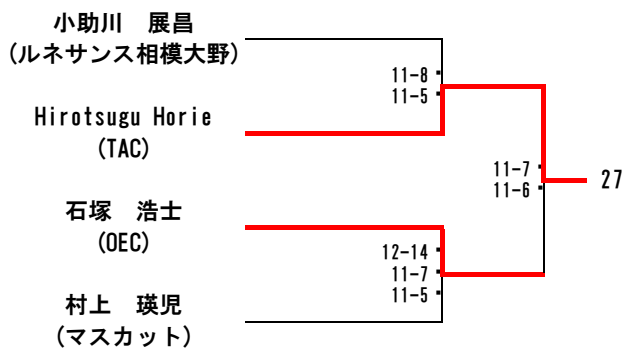 小助川　展昌
(ルネサンス相模大野)
11-8
11-5
Hirotsugu Horie
(TAC)
11-7
11-6
27
石塚　浩士
(OEC)
12-14
11-7
11-5
村上　瑛児
(マスカット)